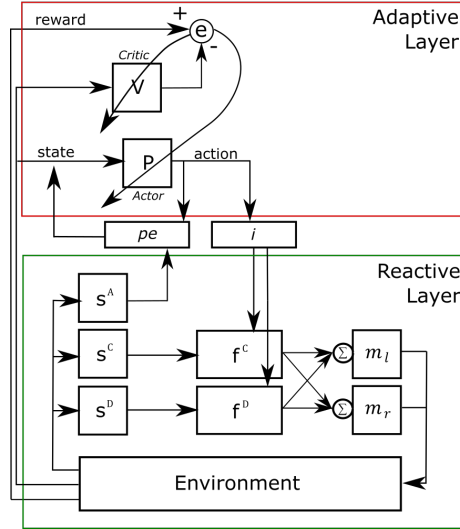 reward
+
e
-
Adaptive
Layer
Critic
V
state
P
action
Actor
pe
i
Reactive
Layer
s^A
s^C
f^C
Σ
m_l
s^D
f^D
Σ
m_r
Environment